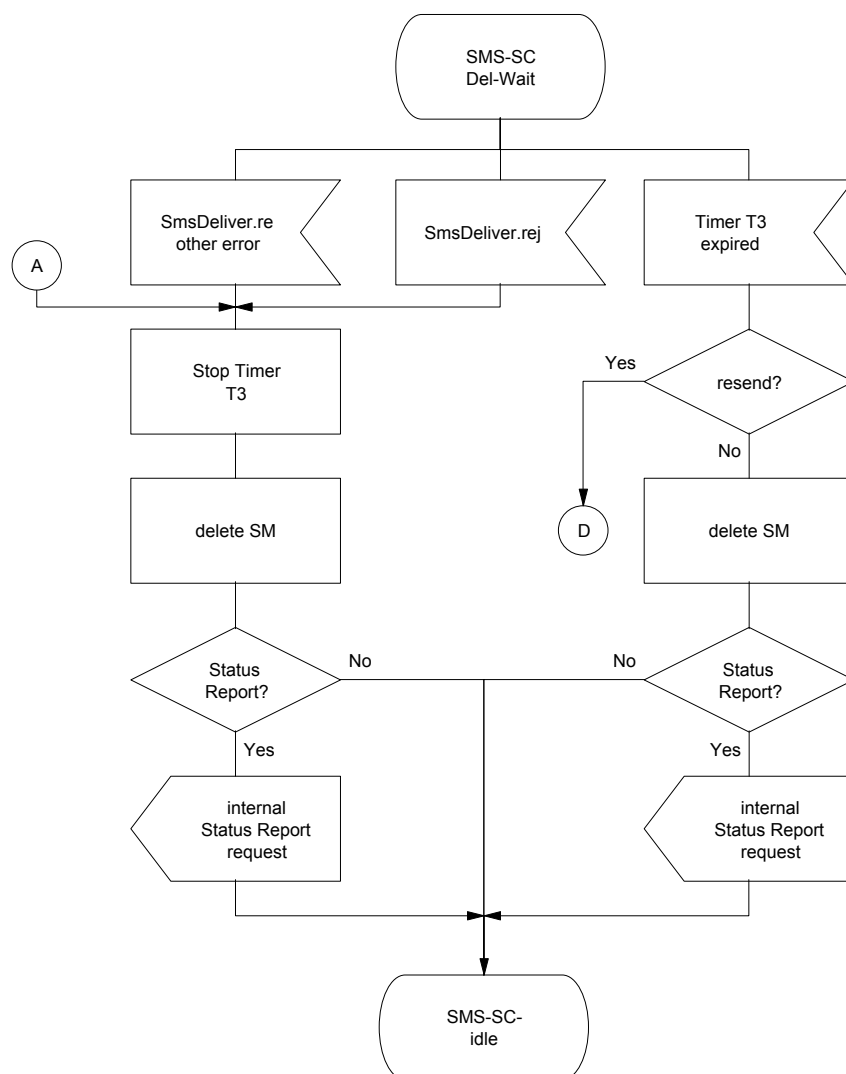 SMS-SC
Del-Wait
SmsDeliver.re
other error
SmsDeliver.rej
Timer T3
expired
A
Stop Timer
T3
Yes
resend?
No
delete SM
D
delete SM
Status
Report?
No
No
Status
Report?
Yes
Yes
internal
Status Report
request
internal
Status Report
request
SMS-SC-
idle